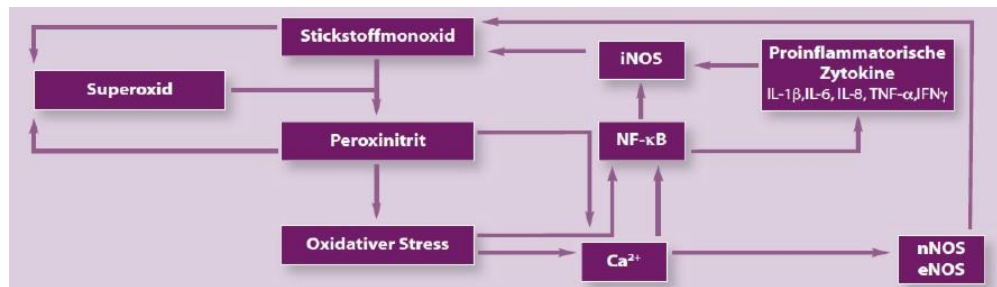 Stickstoffmonoxid
iNOS
Proinflammatorische
Zytokine
IL-1β,IL-6, IL-8, TNF-α,IFNγ
Superoxid
Peroxinitrit
NF-κB
Oxidativer Stress
Ca²⁺
nNOS
eNOS